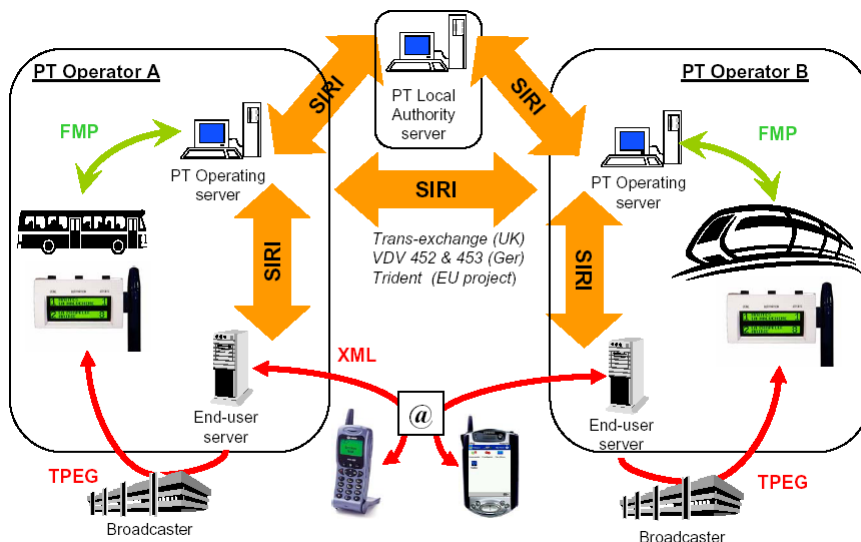 PT Operator A
PT Operator B
SIRI
SIRI
PT Local
Authority
server
FMP
FMP
PT Operating
server
PT Operating
server
SIRI
SIRI
SIRI
Trans-exchange (UK)
VDV 452 & 453 (Ger)
Trident (EU project)
XML
@
End-user
server
End-user
server
TPEG
TPEG
Broadcaster
Broadcaster